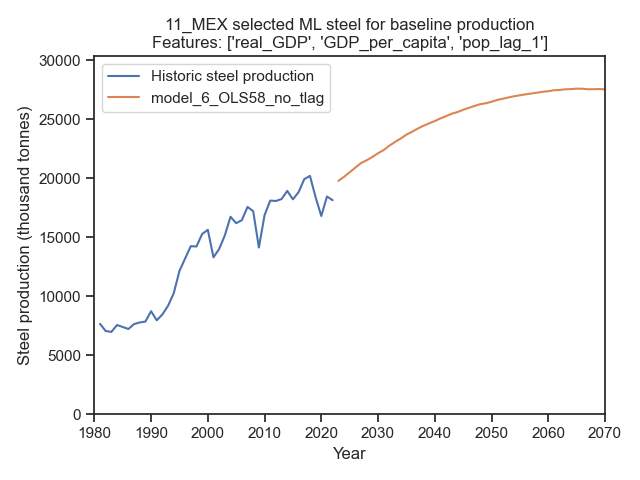 11_MEX selected ML steel for baseline production
Features: ['real_GDP', 'GDP_per_capita', 'pop_lag_1']
30000
25000
20000
15000
10000
5000
0
Steel production (thousand tonnes)
Historic steel production
model_6_OLS58_no_tlag
1980 1990 2000 2010 2020 2030 2040 2050 2060 2070
Year